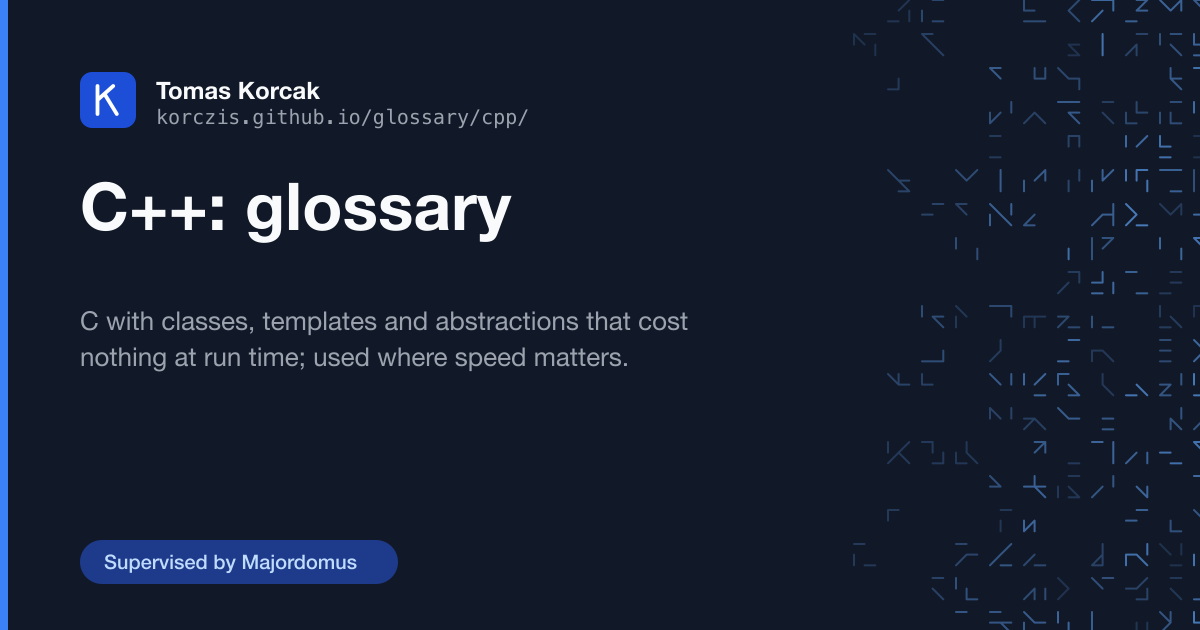 Tomas Korcak
korczis.github.io/glossary/cpp/
C++: glossary
C with classes, templates and abstractions that cost
nothing at run time; used where speed matters.
Supervised by Majordomus